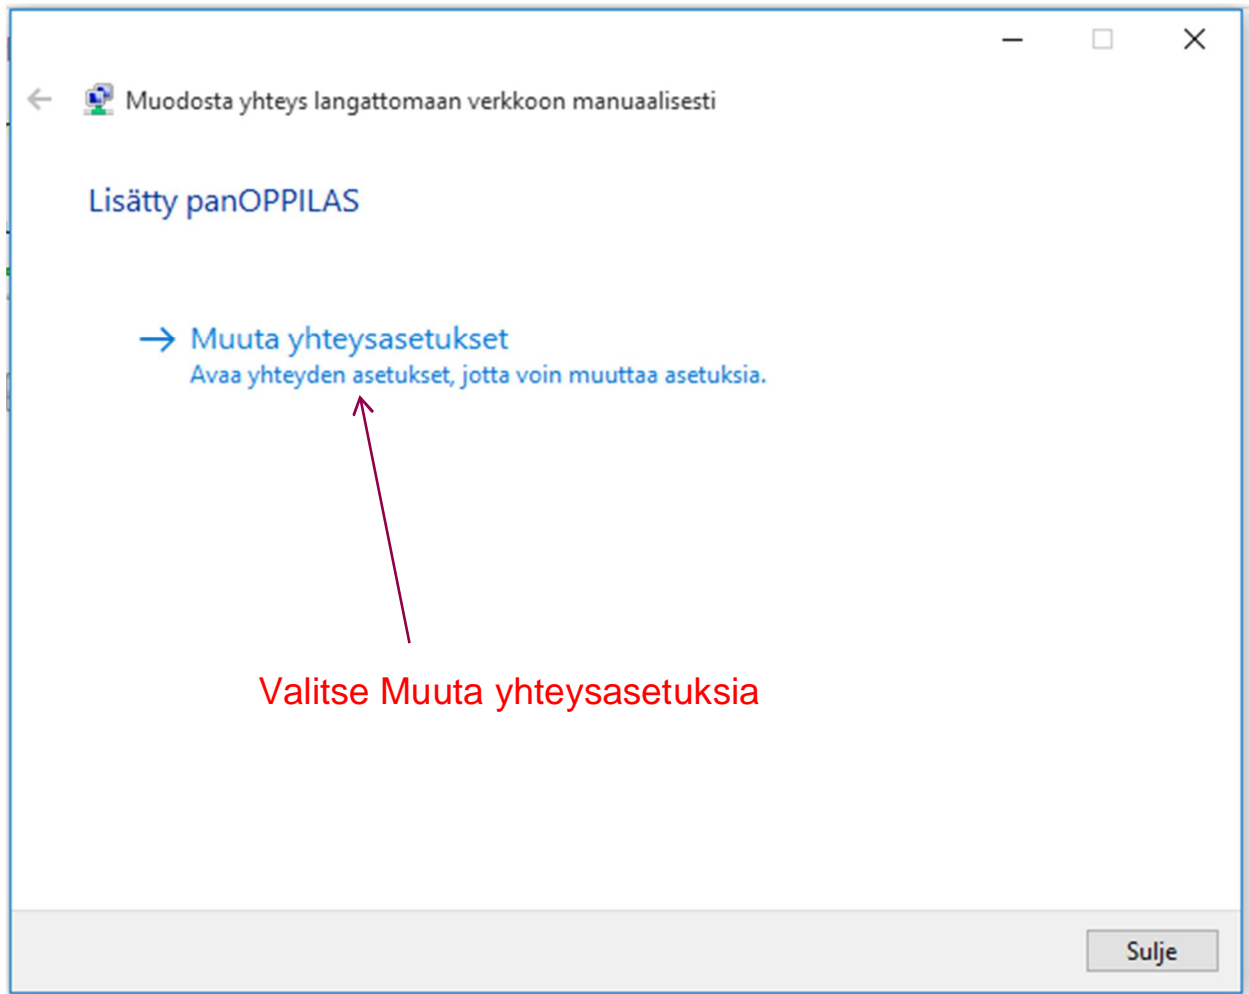 Muodosta yhteys langattomaan verkkoon manuaalisesti
Lisätty panOPPILAS
Muuta yhteysasetukset
Avaa yhteyden asetukset, jotta voin muuttaa asetuksia.
Valitse Muuta yhteysasetuksia
Sulje